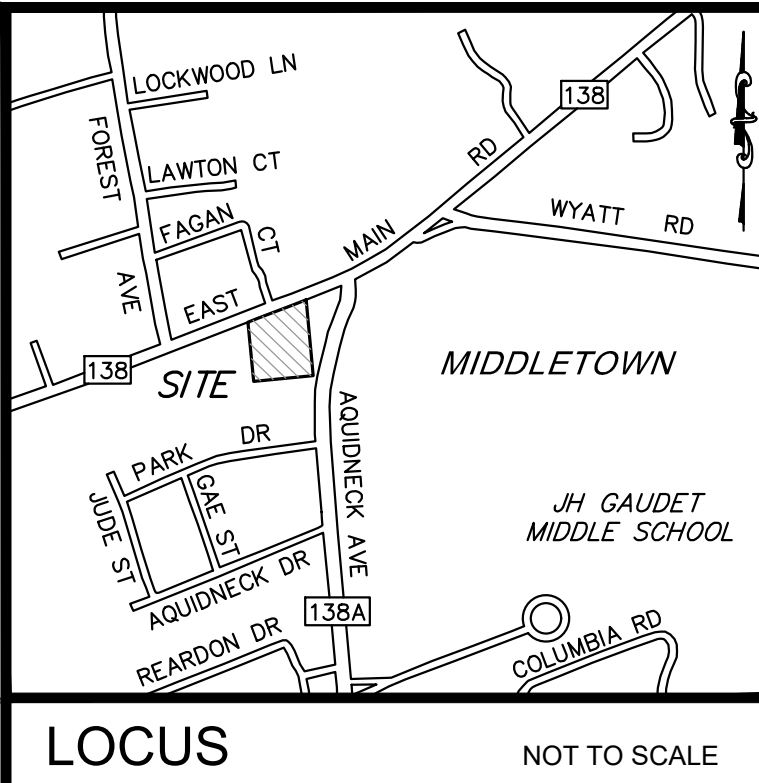 LOCKWOOD LN
138
FOREST AVE
LAWTON CT
RD
FAGAN CT
WYATT RD
MAIN
EAST
138
SITE
MIDDLETOWN
AQUIDNECK AVE
PARK DR
GAE ST
JUDE ST
JH GAUDET
MIDDLE SCHOOL
AQUIDNECK DR
138A
REARDON DR
COLUMBIA RD
LOCUS
NOT TO SCALE